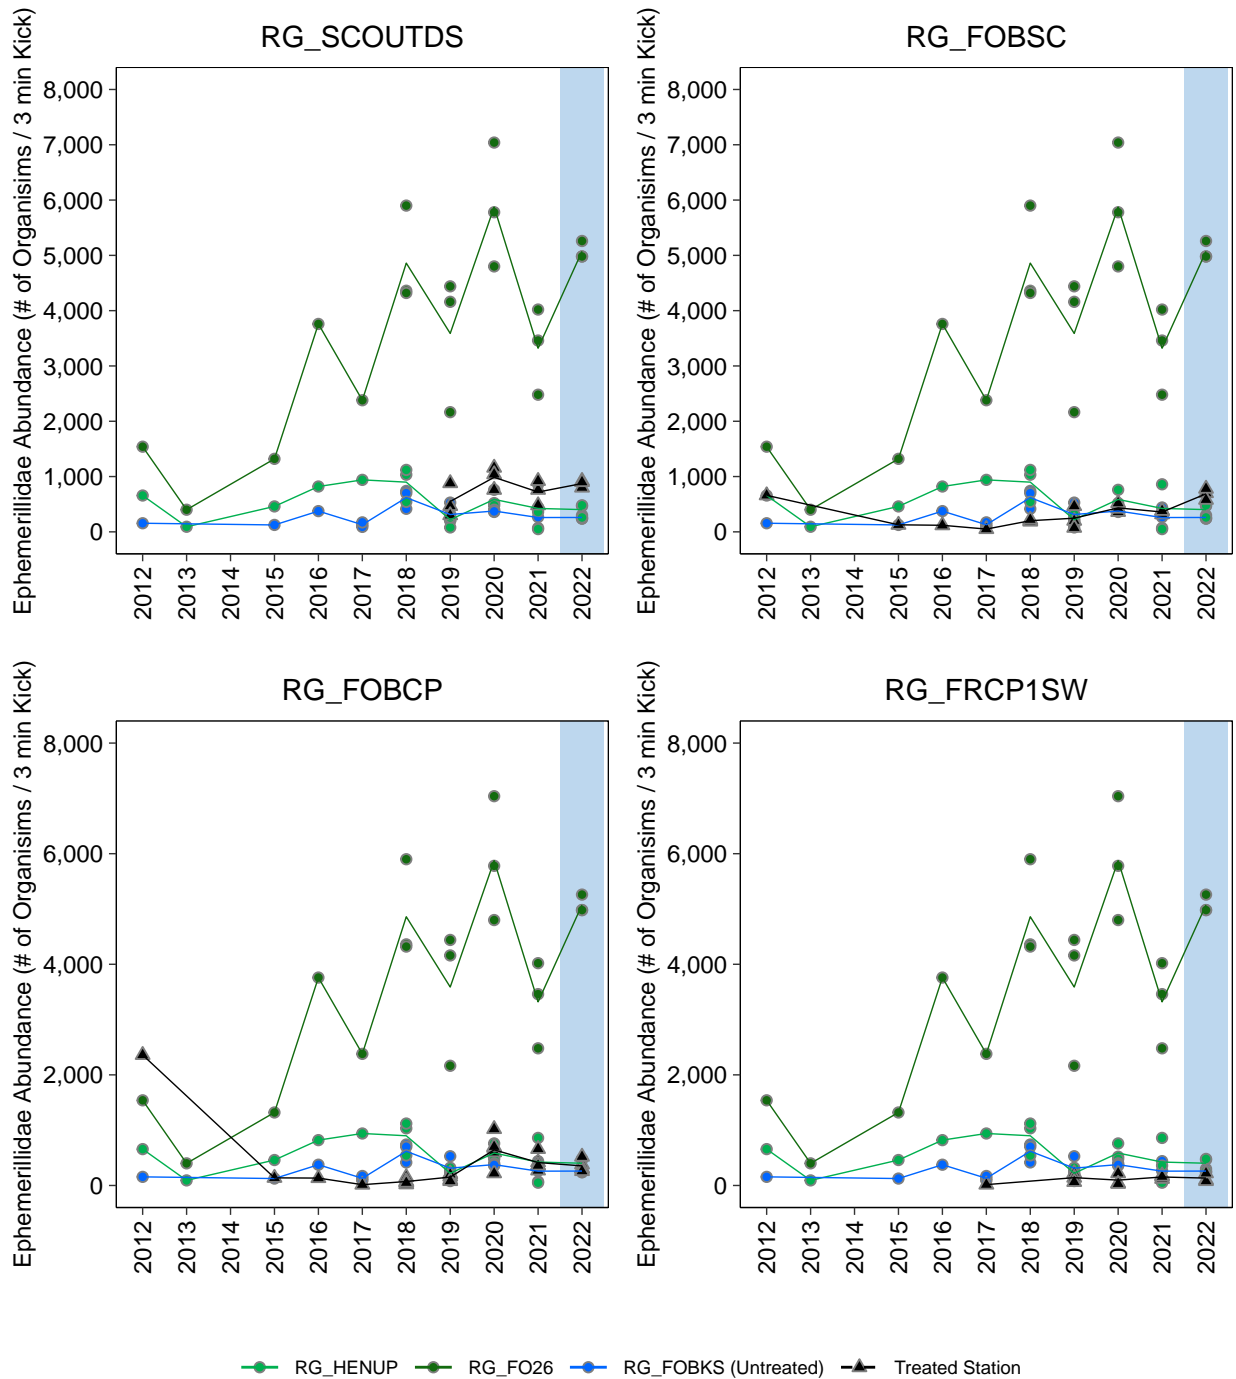 RG_SCOUTDS
Ephemerillidae Abundance (# of Organisims / 3 min Kick)
8,000
7,000
6,000
5,000
4,000
3,000
2,000
1,000
0
2012 2013 2014 2015 2016 2017 2018 2019 2020 2021 2022
RG_FOBSC
Ephemerillidae Abundance (# of Organisims / 3 min Kick)
8,000
7,000
6,000
5,000
4,000
3,000
2,000
1,000
0
2012 2013 2014 2015 2016 2017 2018 2019 2020 2021 2022
RG_FOBCP
Ephemerillidae Abundance (# of Organisims / 3 min Kick)
8,000
6,000
4,000
2,000
0
2012 2013 2014 2015 2016 2017 2018 2019 2020 2021 2022
RG_FRCP1SW
Ephemerillidae Abundance (# of Organisims / 3 min Kick)
8,000
6,000
4,000
2,000
0
2012 2013 2014 2015 2016 2017 2018 2019 2020 2021 2022
RG_HENUP RG_FO26 RG_FOBKS (Untreated) Treated Station